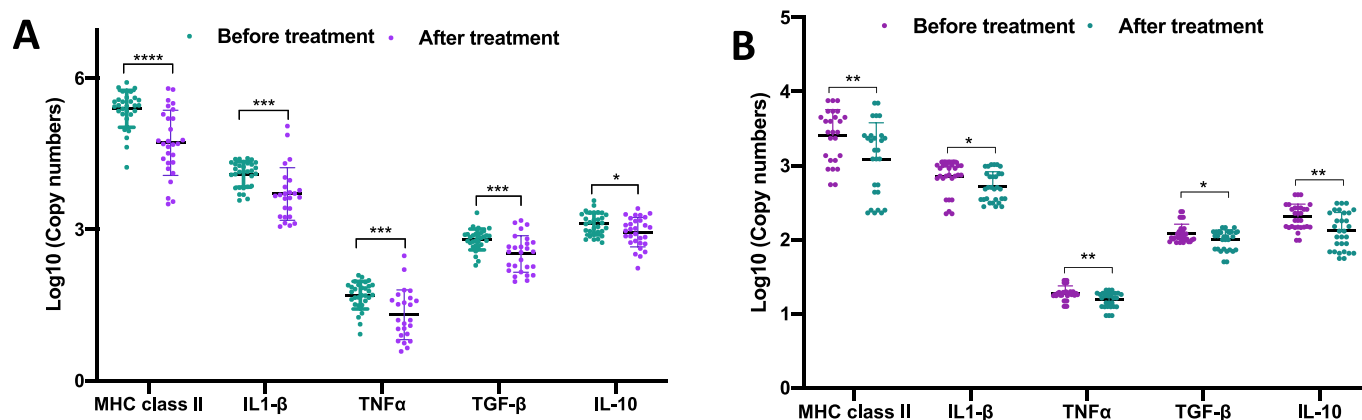 A
Before treatment After treatment
Log10 (Copy numbers)
6
3
0
****
***
***
***
*
MHC class II IL1-β TNFα TGF-β IL-10
B
Before treatment After treatment
Log10 (Copy numbers)
5
4
3
2
1
0
**
*
**
*
**
MHC class II IL1-β TNFα TGF-β IL-10